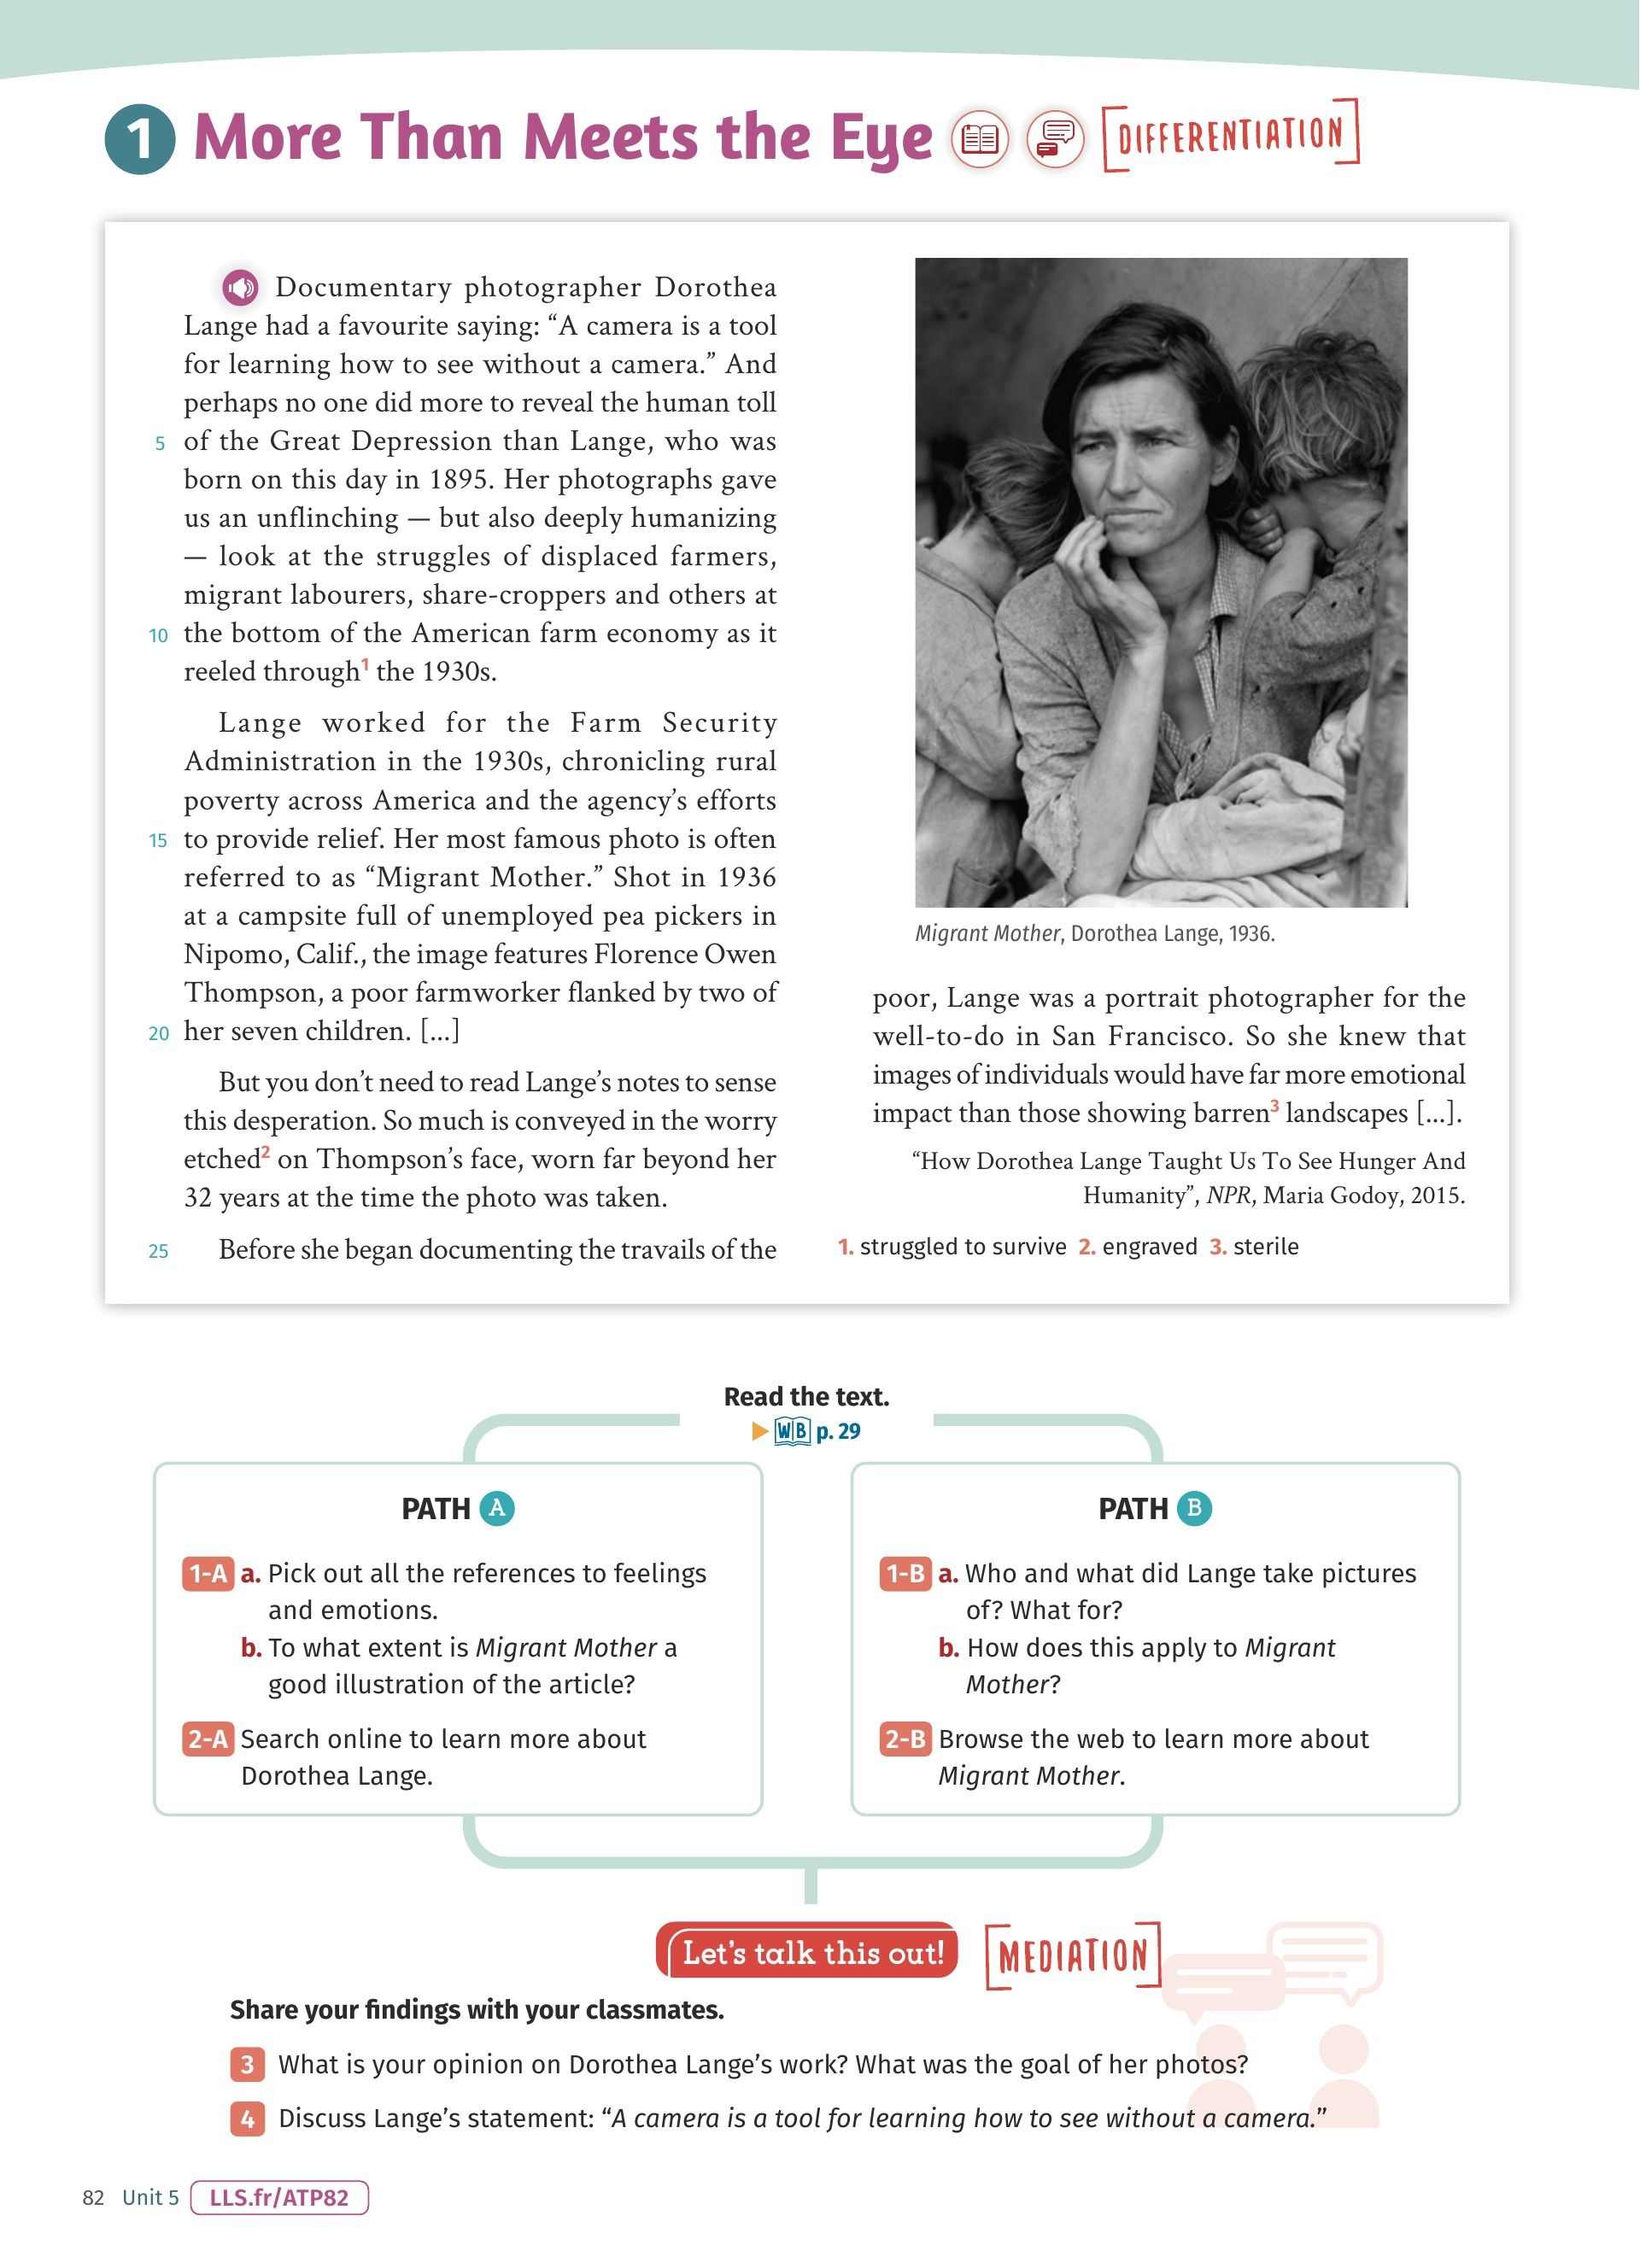 1 More Than Meets the Eye [DIFFERENTIATION]
Documentary photographer Dorothea
Lange had a favourite saying: “A camera is a tool
for learning how to see without a camera.” And
perhaps no one did more to reveal the human toll
5 of the Great Depression than Lange, who was
born on this day in 1895. Her photographs gave
us an unflinching — but also deeply humanizing
— look at the struggles of displaced farmers,
migrant labourers, share-croppers and others at
10 the bottom of the American farm economy as it
reeled through1 the 1930s.
Lange worked for the Farm Security
Administration in the 1930s, chronicling rural
poverty across America and the agency’s efforts
15 to provide relief. Her most famous photo is often
referred to as “Migrant Mother.” Shot in 1936
at a campsite full of unemployed pea pickers in
Nipomo, Calif., the image features Florence Owen
Thompson, a poor farmworker flanked by two of
20 her seven children. [...]
But you don’t need to read Lange’s notes to sense
this desperation. So much is conveyed in the worry
etched2 on Thompson’s face, worn far beyond her
32 years at the time the photo was taken.
25 Before she began documenting the travails of the
Migrant Mother, Dorothea Lange, 1936.
poor, Lange was a portrait photographer for the
well-to-do in San Francisco. So she knew that
images of individuals would have far more emotional
impact than those showing barren3 landscapes [...].
“How Dorothea Lange Taught Us To See Hunger And
Humanity”, NPR, Maria Godoy, 2015.
1. struggled to survive 2. engraved 3. sterile
Read the text.
WB p. 29
PATH A
1-A a. Pick out all the references to feelings
and emotions.
b. To what extent is Migrant Mother a
good illustration of the article?
2-A Search online to learn more about
Dorothea Lange.
PATH B
1-B a. Who and what did Lange take pictures
of? What for?
b. How does this apply to Migrant
Mother?
2-B Browse the web to learn more about
Migrant Mother.
Let’s talk this out! [MEDIATION]
Share your findings with your classmates.
3 What is your opinion on Dorothea Lange’s work? What was the goal of her photos?
4 Discuss Lange’s statement: “A camera is a tool for learning how to see without a camera.”
82 Unit 5 LLS.fr/ATP82